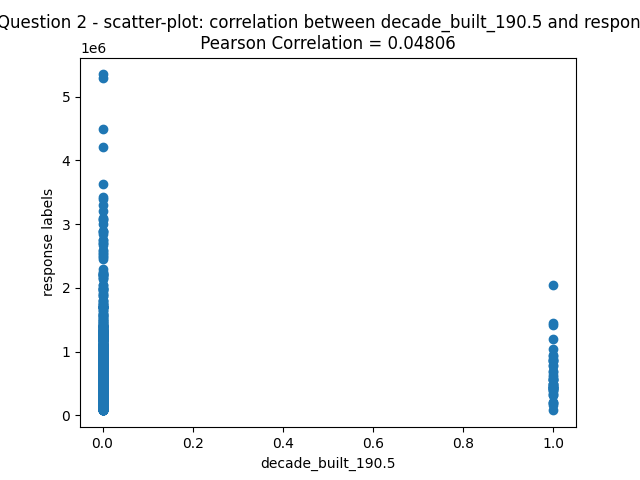 Question 2 - scatter-plot: correlation between decade_built_190.5 and respon
Pearson Correlation = 0.04806
1e6
5
4
3
2
1
0
response labels
0.0 0.2 0.4 0.6 0.8 1.0
decade_built_190.5